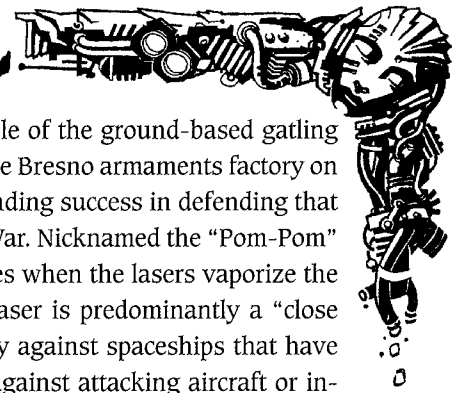 le of the ground-based gatling
e Bresno armaments factory on
nding success in defending that
War. Nicknamed the “Pom-Pom”
es when the lasers vaporize the
aser is predominantly a “close
y against spaceships that have
against attacking aircraft or in-